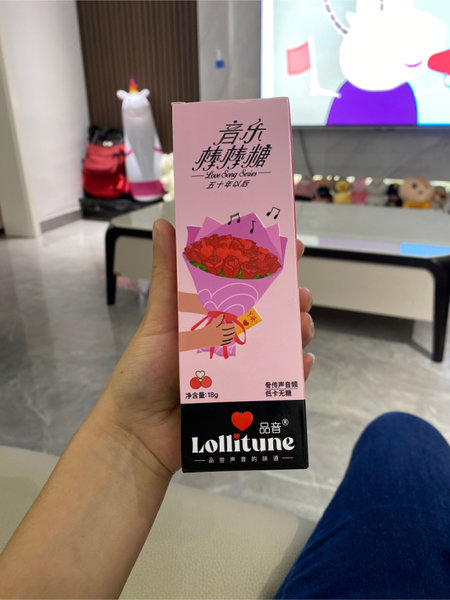 音乐
棒棒糖
Love Song Series
五十年以后
净含量:18g
骨传声音频
低卡无糖
品音®
Lollitune
品尝声音的味道